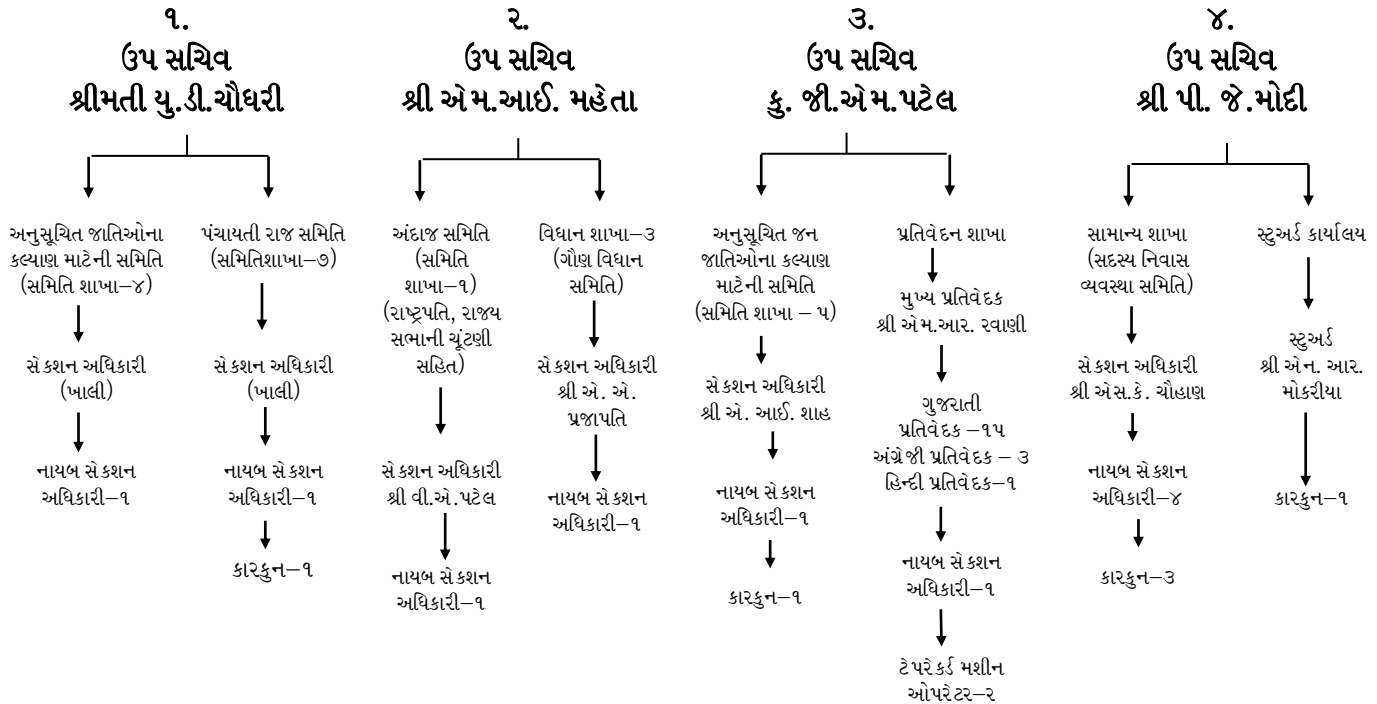 ૧.
ઉપ સચિવ
શ્રીમતી યુ.ડી.ચૌધરી
અનુસૂચિત જાતિઓના
કલ્યાણ માટેની સમિતિ
(સમિતિ શાખા–૪)
સેકશન અધિકારી
(ખાલી)
નાયબ સેકશન
અધિકારી–૧
પંચાયતી રાજ સમિતિ
(સમિતિશાખા–૭)
સેકશન અધિકારી
(ખાલી)
નાયબ સેકશન
અધિકારી–૧
કારકુન–૧
૨.
ઉપ સચિવ
શ્રી એમ.આઈ. મહેતા
અંદાજ સમિતિ
(સમિતિ
શાખા–૧)
(રાષ્ટ્રપતિ, રાજય
સભાની ચૂંટણી
સહિત)
સેકશન અધિકારી
શ્રી વી.એ.પટેલ
નાયબ સેકશન
અધિકારી–૧
વિધાન શાખા–૩
(ગૌણ વિધાન
સમિતિ)
સેકશન અધિકારી
શ્રી એ. એ.
પ્રજાપતિ
નાયબ સેકશન
અધિકારી–૧
૩.
ઉપ સચિવ
કુ. જી.એમ.પટેલ
અનુસૂચિત જન
જાતિઓના કલ્યાણ
માટેની સમિતિ
(સમિતિ શાખા – ૫)
સેકશન અધિકારી
શ્રી એ. આઈ. શાહ
નાયબ સેકશન
અધિકારી–૧
કારકુન–૧
પ્રતિવેદન શાખા
મુખ્ય પ્રતિવેદક
શ્રી એમ.આર. રવાણી
ગુજરાતી
પ્રતિવેદક –૧૫
અંગ્રેજી પ્રતિવેદક – ૩
હિન્દી પ્રતિવેદક–૧
નાયબ સેકશન
અધિકારી–૧
ટેપરેકર્ડ મશીન
ઓપરેટર–૨
૪.
ઉપ સચિવ
શ્રી પી. જે.મોદી
સામાન્ય શાખા
(સદસ્ય નિવાસ
વ્યવસ્થા સમિતિ)
સેકશન અધિકારી
શ્રી એસ.કે. ચૌહાણ
નાયબ સેકશન
અધિકારી–૪
કારકુન–૩
સ્ટુઅર્ડ કાર્યાલય
સ્ટુઅર્ડ
શ્રી એન. આર.
મોકરીયા
કારકુન–૧